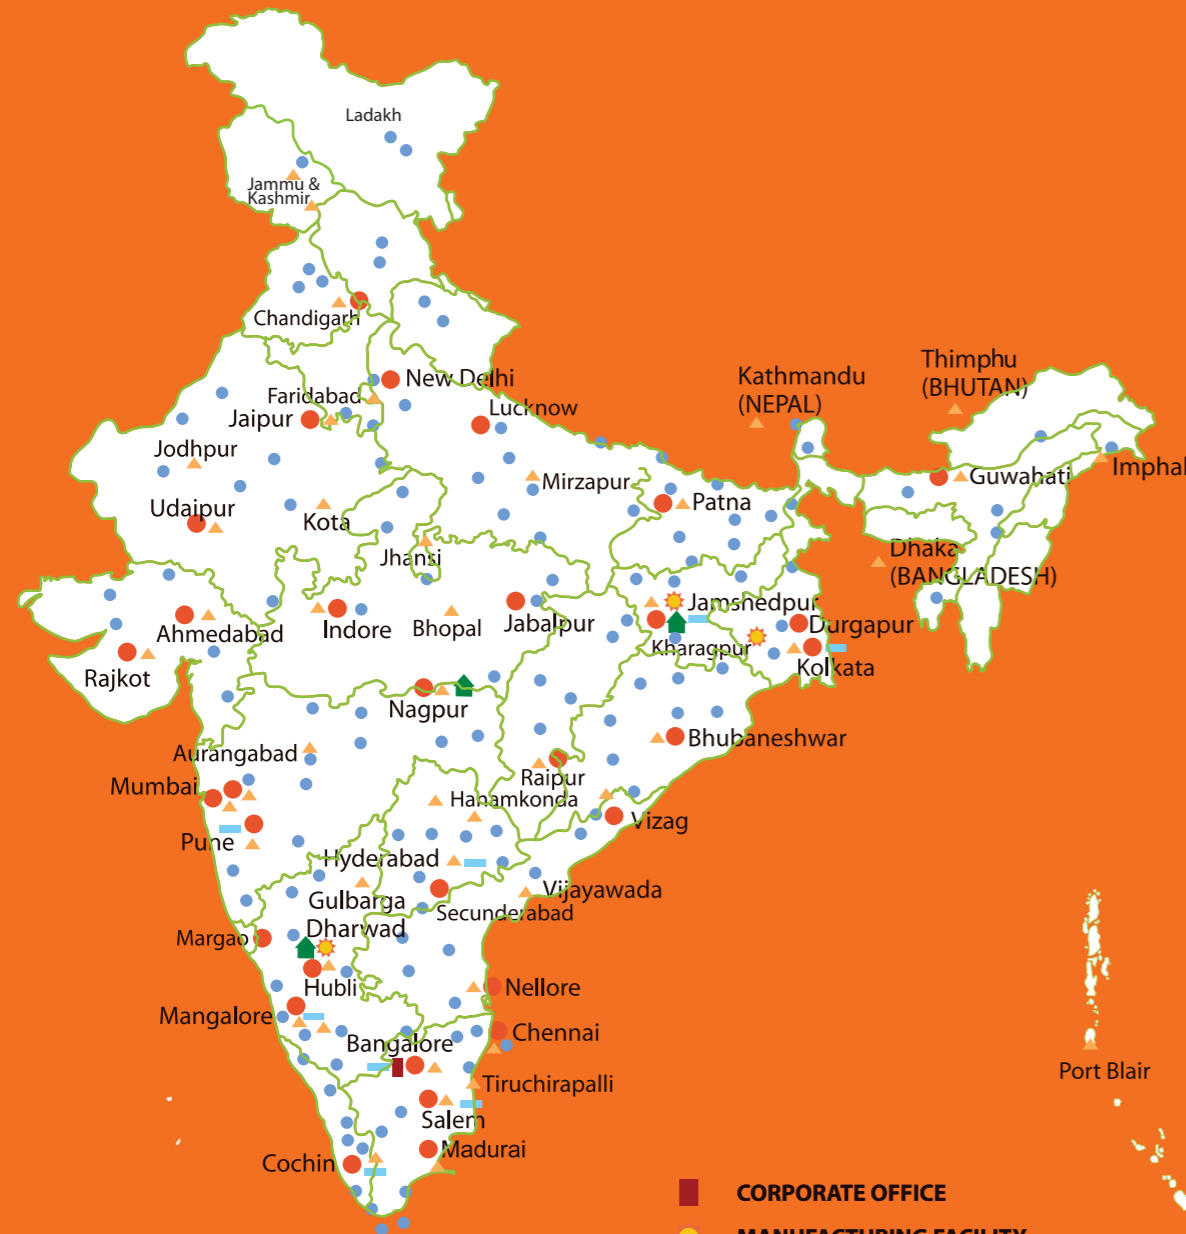 Ladakh
Jammu &
Kashmir
Chandigarh
New Delhi
Faridabad
Lucknow
Jaipur
Kathmandu
(NEPAL)
Thimphu
(BHUTAN)
Jodhpur
Mirzapur
Guwahati
Imphal
Udaipur
Kota
Patna
Jhansi
Dhaka
(BANGLADESH)
Ahmedabad
Indore
Bhopal
Jabalpur
Jamshedpur
Durgapur
Kharagpur
Kolkata
Rajkot
Nagpur
Bhubaneshwar
Aurangabad
Mumbai
Raipur
Hanamkonda
Vizag
Pune
Hyderabad
Vijayawada
Gulbarga
Secunderabad
Dharwad
Margao
Hubli
Nellore
Mangalore
Chennai
Bangalore
Port Blair
Tiruchirapalli
Salem
Madurai
Cochin
CORPORATE OFFICE
MANUFACTURING FACILITY